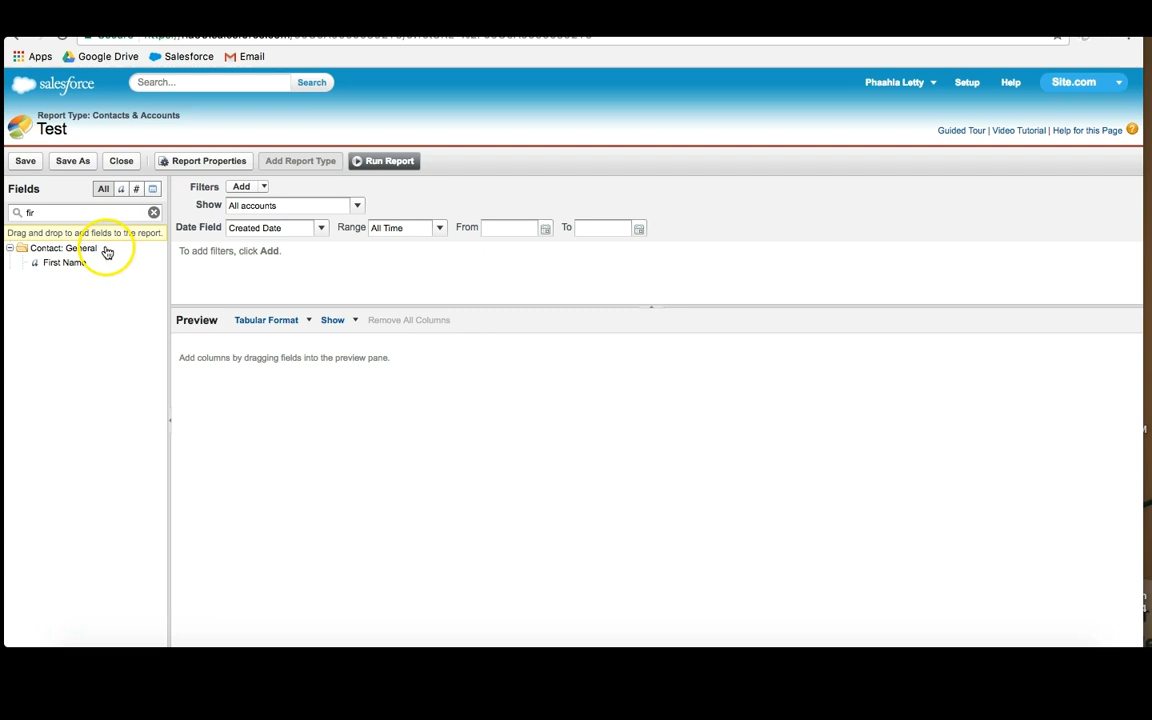 Apps Google Drive Salesforce Email
salesforce Search... Search Phaahla Letty Setup Help Site.com
Report Type: Contacts & Accounts
Test
Guided Tour | Video Tutorial | Help for this Page ?
Save Save As Close Report Properties Add Report Type Run Report
Fields All a #
fir
Drag and drop to add fields to the report.
Contact: General
a First Name
Filters Add
Show All accounts
Date Field Created Date Range All Time From To
To add filters, click Add.
Preview Tabular Format Show Remove All Columns
Add columns by dragging fields into the preview pane.